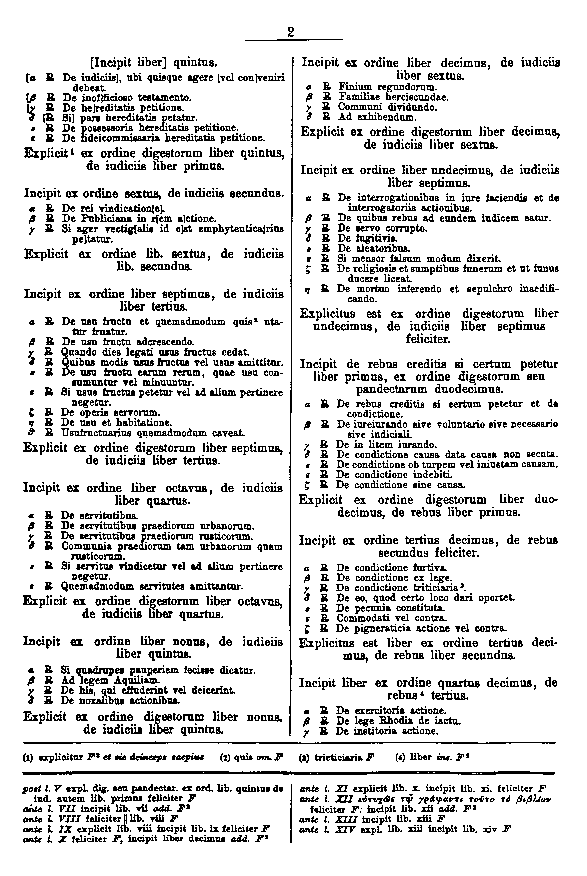 2
[Incipit liber] quintus.
[α R De iudiciis], ubi quisque agere [vel con]veniri
debeat.
[β R De inof]ficioso testamento.
[γ R De he]reditatis petitione.
δ [R Si] pars hereditatis petatur.
ε R De possessoria hereditatis petitione.
ε R De fideicommissaria hereditatis petitione.
Explicit¹ ex ordine digestorum liber quintus,
de iudiciis liber primus.
Incipit ex ordine sextus, de iudiciis secundus.
α R De rei vindication[e].
β R De Publiciana in r[em a]ctione.
γ R Si ager vectig[alis id e]st emphyteutica[rius
pe]tatur.
Explicit ex ordine lib. sextus, de iudiciis
lib. secundus.
Incipit ex ordine liber septimus, de iudiciis
liber tertius.
α R De usu fructu et quemadmodum quis² uta-
tur fruatur.
β R De usu fructu adcrescendo.
γ R Quando dies legati usus fructus cedat.
δ R Quibus modis usus fructus vel usus amittitur.
ε R De usu fructu earum rerum, quae usu con-
sumuntur vel minuuntur.
ε R Si usus fructus petetur vel ad alium pertinere
negetur.
ζ R De operis servorum.
η R De usu et habitatione.
θ R Usufructuarius quemadmodum caveat.
Explicit ex ordine digestorum liber septimus,
de iudiciis liber tertius.
Incipit ex ordine liber octavus, de iudiciis
liber quartus.
α R De servitutibus.
β R De servitutibus praediorum urbanorum.
γ R De servitutibus praediorum rusticorum.
δ R Communia praediorum tam urbanorum quam
rusticorum.
ε R Si servitus vindicetur vel ad alium pertinere
negetur.
ε R Quemadmodum servitutes amittantur.
Explicit ex ordine digestorum liber octavus,
de iudiciis liber quartus.
Incipit ex ordine liber nonus, de iudiciis
liber quintus.
α R Si quadrupes pauperiem fecisse dicatur.
β R Ad legem Aquiliam.
γ R De his, qui effuderint vel deicerint.
δ R De noxalibus actionibus.
Explicit ex ordine digestorum liber nonus,
de iudiciis liber quintus.
Incipit ex ordine liber decimus, de iudiciis
liber sextus.
α R Finium regundorum.
β R Familiae herciscundae.
γ R Communi dividundo.
δ R Ad exhibendum.
Explicit ex ordine digestorum liber decimus,
de iudiciis liber sextus.
Incipit ex ordine liber undecimus, de iudiciis
liber septimus.
α R De interrogationibus in iure faciendis et de
interrogatoriis actionibus.
β R De quibus rebus ad eundem iudicem eatur.
γ R De servo corrupto.
δ R De fugitivis.
ε R De aleatoribus.
ε R Si mensor falsum modum dixerit.
ζ R De religiosis et sumptibus funerum et ut funus
ducere liceat.
η R De mortuo inferendo et sepulchro inaedifi-
cando.
Explicitus est ex ordine digestorum liber
undecimus, de iudiciis liber septimus
feliciter.
Incipit de rebus creditis si certum petetur
liber primus, ex ordine digestorum seu
pandectarum duodecimus.
α R De rebus creditis si certum petetur et de
condictione.
β R De iureiurando sive voluntario sive necessario
sive iudiciali.
γ R De in litem iurando.
δ R De condictione causa data causa non secuta.
ε R De condictione ob turpem vel iniustam causam.
ε R De condictione indebiti.
ζ R De condictione sine causa.
Explicit ex ordine digestorum liber duo-
decimus, de rebus liber primus.
Incipit ex ordine tertius decimus, de rebus
secundus feliciter.
α R De condictione furtiva.
β R De condictione ex lege.
γ R De condictione triticiaria³.
δ R De eo, quod certo loco dari oportet.
ε R De pecunia constituta.
ε R Commodati vel contra.
ζ R De pigneraticia actione vel contra.
Explicitus est liber ex ordine tertius deci-
mus, de rebus liber secundus.
Incipit liber ex ordine quartus decimus, de
rebus⁴ tertius.
α R De exercitoria actione.
β R De lege Rhodia de iactu.
γ R De institoria actione.
(1) explicitur F² et sic deinceps saepius (2) quis om. F (3) tricticiaria F (4) liber ins. F²
post l. V expl. dig. seu pandectar. ex ord. lib. quintus de
iud. autem lib. primus feliciter F
ante l. VII incipit lib. vii add. F²
ante l. VIII feliciter || lib. viii F
ante l. IX explicit lib. viii incipit lib. ix feliciter F
ante l. X feliciter F, incipit liber decimus add. F²
ante l. XI explicit lib. x. incipit lib. xi. feliciter F
ante l. XII εὐτυχῶς τῷ γράψαντι τοῦτο τὸ βιβλίον
feliciter F. incipit lib. xii add. F²
ante l. XIII incipit lib. xiii F
ante l. XIV expl. lib. xiii incipit lib. xiv F